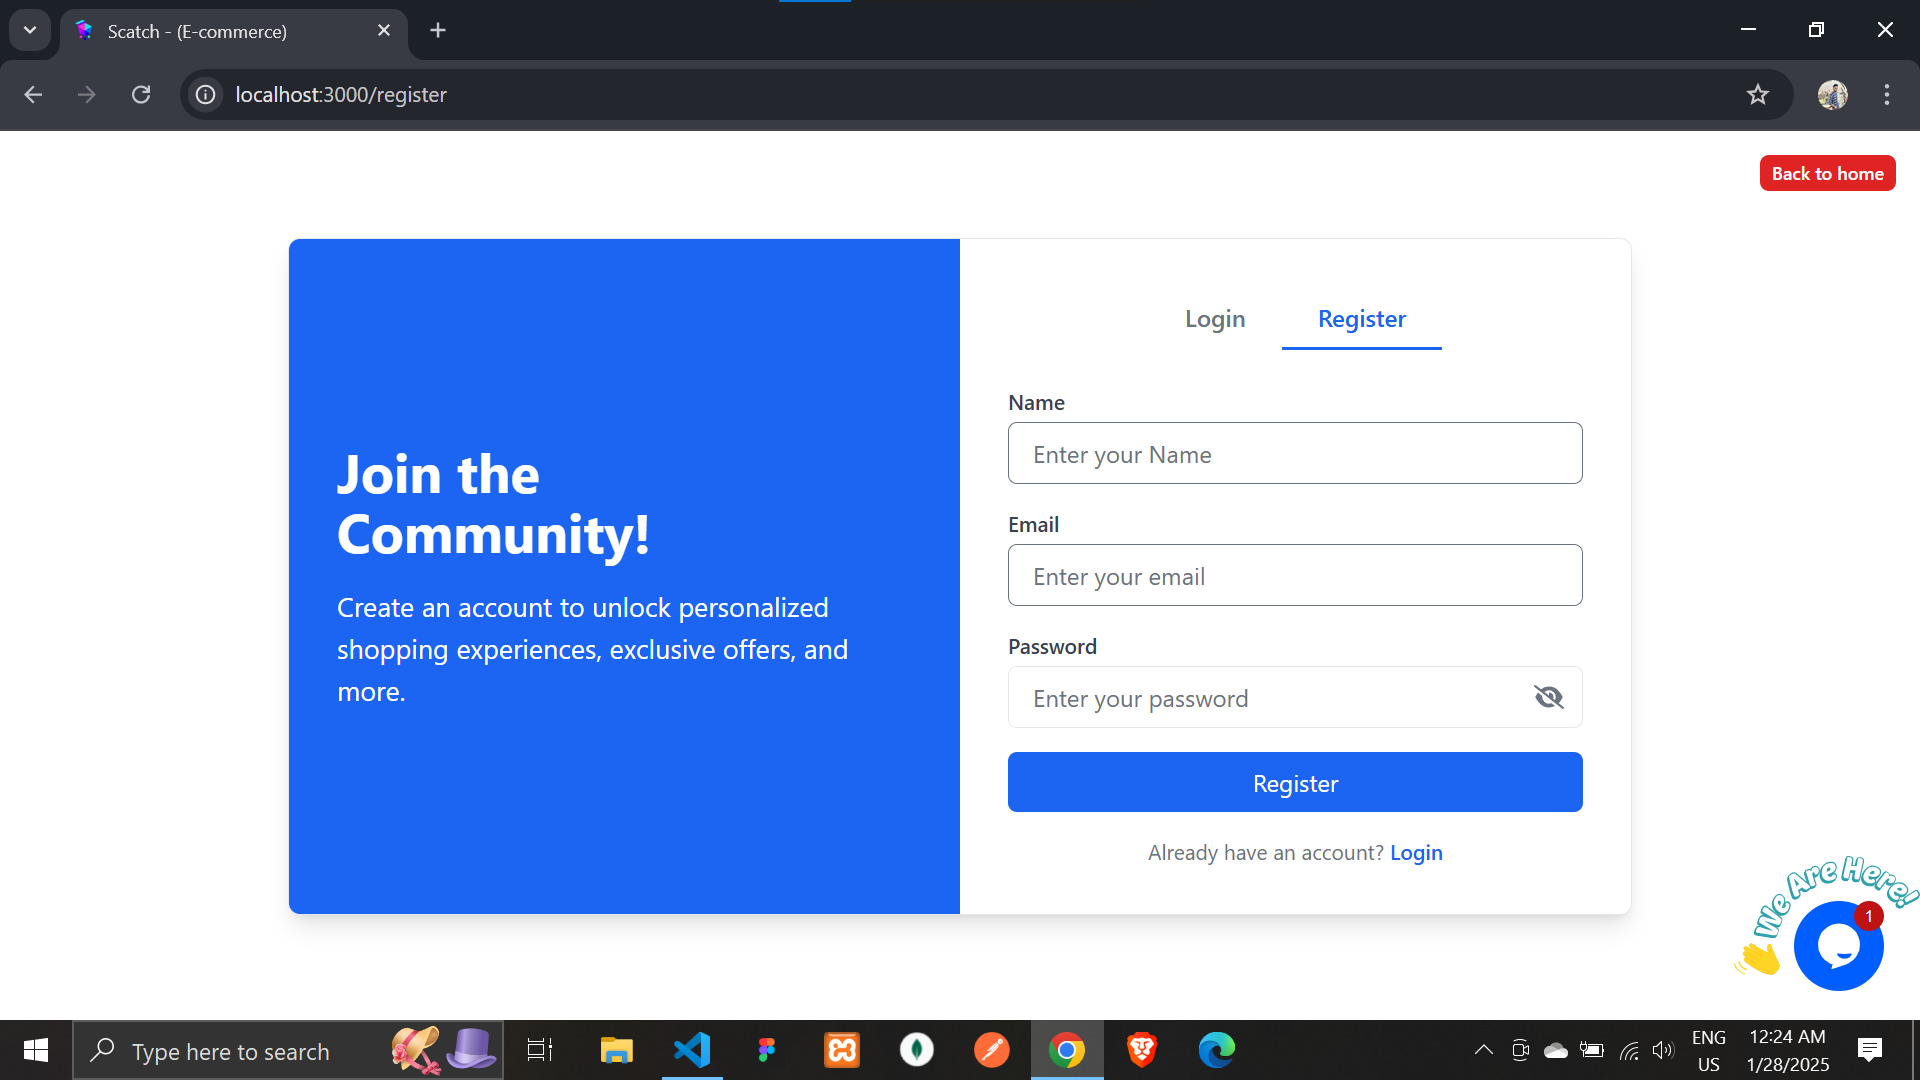 Scatch - (E-commerce)
localhost:3000/register
Back to home
Login
Register
Join the
Community!
Create an account to unlock personalized
shopping experiences, exclusive offers, and
more.
Name
Enter your Name
Email
Enter your email
Password
Enter your password
Register
Already have an account? Login
We Are Here!
1
Type here to search
ENG
US
12:24 AM
1/28/2025